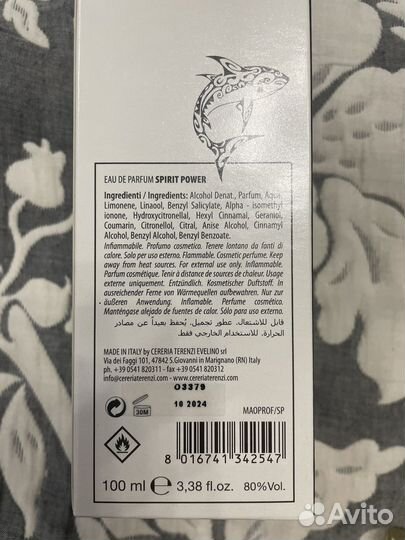 EAU DE PARFUM SPIRIT POWER
Ingredienti / Ingredients: Alcohol Denat., Parfum, Aqua,
Limonene, Linaool, Benzyl Salicylate, Alpha - isomethyl
ionone, Hydroxycitronellal, Hexyl Cinnamal, Geraniol,
Coumarin, Citronellol, Citral, Anise Alcohol, Cinnamyl
Alcohol, Benzyl Alcohol, Benzyl Benzoate.
Infiammabile. Profumo cosmetico. Tenere lontano da fonti di
calore. Solo per uso esterno. Flammable. Cosmetic perfume. Keep
away from heat sources. For external use only. Inflammable.
Parfum cosmétique. Tenir à distance de sources de chaleur. Usage
externe uniquement. Entzündlich. Kosmetischer Duftstoff. In
ausreichender Ferne von Wärmequellen aufbewahren. Nur zur
äußeren Anwendung. Inflamable. Perfume cosmético.
Manténgase alejado de fuentes de calor. Sólo para uso externo.
قابل للاشتعال. عطور تجميل. يُحفظ بعيداً عن مصادر
الحرارة. للاستخدام الخارجي فقط.
MADE IN ITALY by CERERIA TERENZI EVELINO srl
Via dei Platani 101, 47842 S.Giovanni in Marignano (RN) Italy
ph. +39 0541 820311 - fax +39 0541 820312
info@cereriaterenzi.com - www.cereriaterenzi.com
O3379
10 2024
30M
MAOPROF/SP
8 016741 342547
100 ml e 3,38 fl.oz. 80%Vol.
Avito